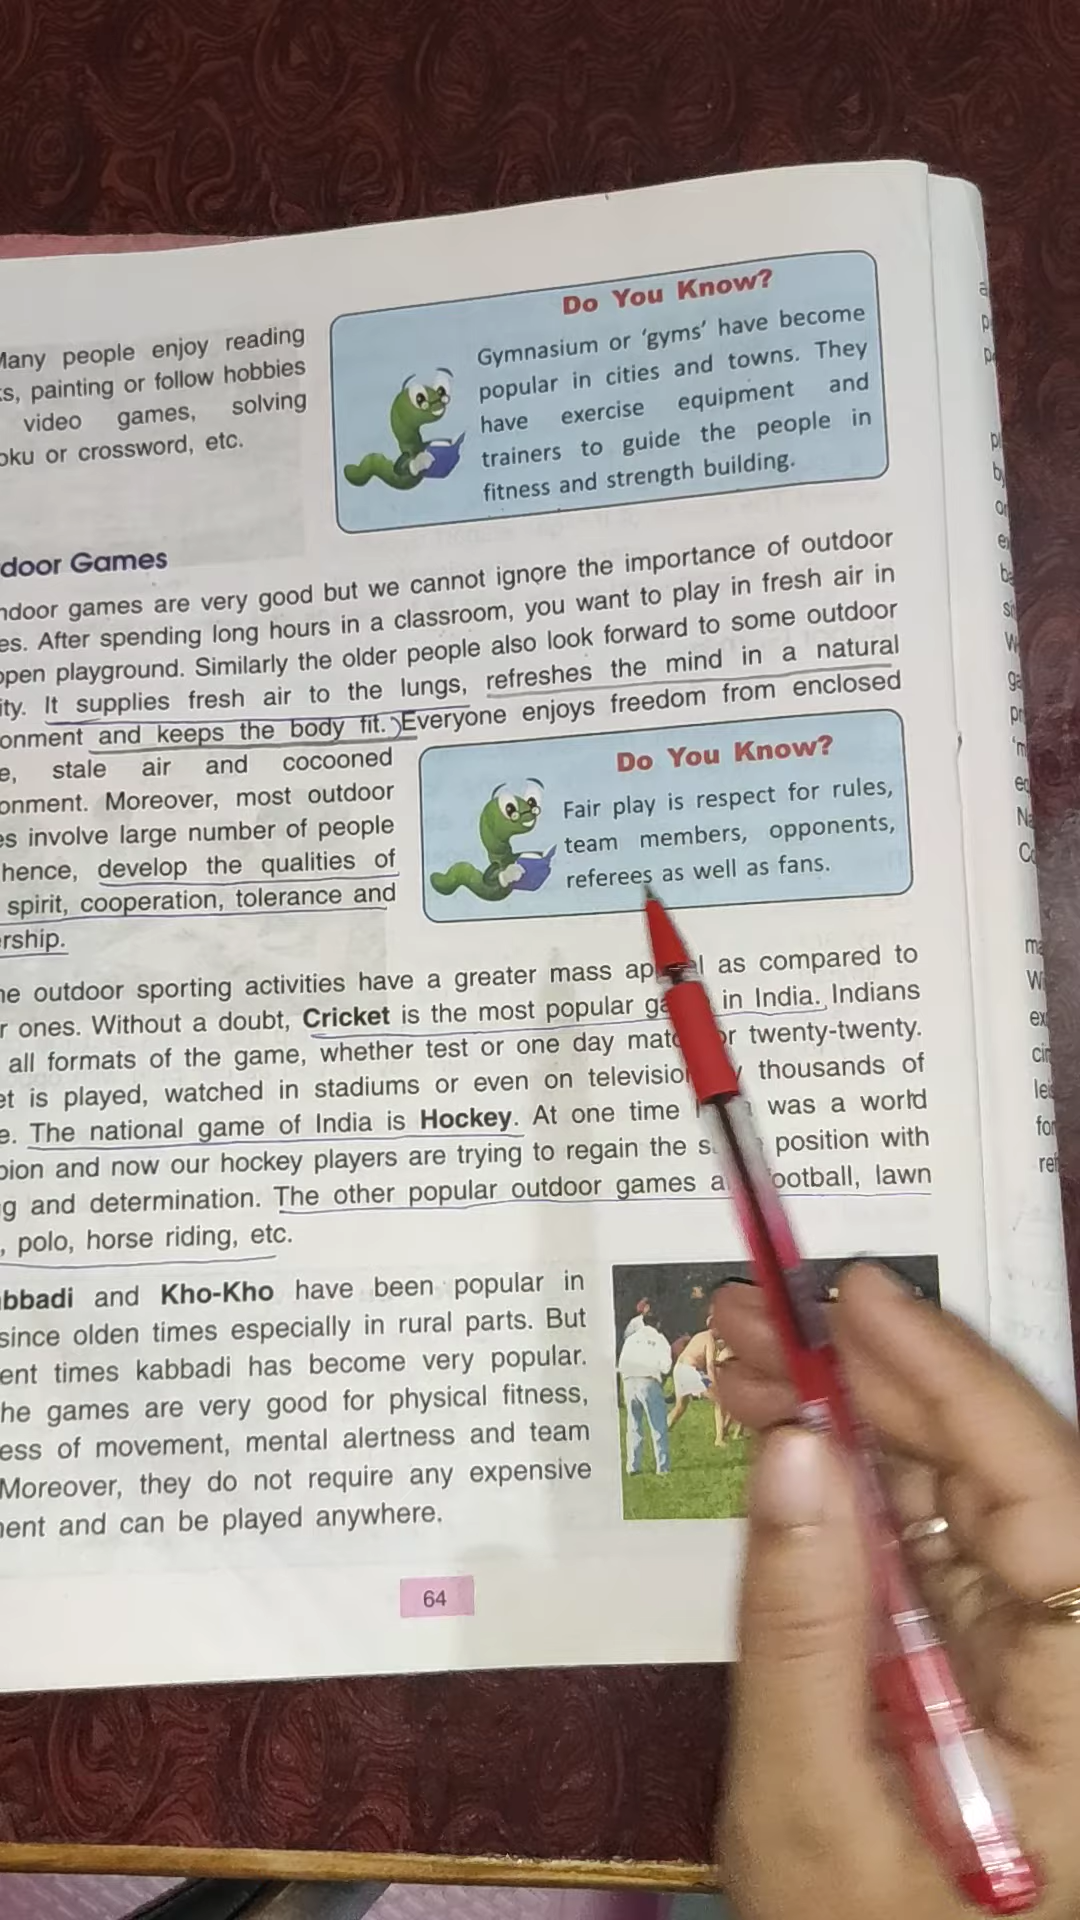 Many people enjoy reading
painting or follow hobbies
video games, solving
or crossword, etc.
Do You Know?
Gymnasium or 'gyms' have become
popular in cities and towns. They
have exercise equipment and
trainers to guide the people in
fitness and strength building.
door Games
ndoor games are very good but we cannot ignore the importance of outdoor
es. After spending long hours in a classroom, you want to play in fresh air in
open playground. Similarly the older people also look forward to some outdoor
ity. It supplies fresh air to the lungs, refreshes the mind in a natural
onment and keeps the body fit. Everyone enjoys freedom from enclosed
e, stale air and cocooned
onment. Moreover, most outdoor
es involve large number of people
hence, develop the qualities of
spirit, cooperation, tolerance and
ership.
Do You Know?
Fair play is respect for rules,
team members, opponents,
referees as well as fans.
he outdoor sporting activities have a greater mass as compared to
r ones. Without a doubt, Cricket is the most popular in India. Indians
all formats of the game, whether test or one day or twenty-twenty.
et is played, watched in stadiums or even on thousands of
e. The national game of India is Hockey. At one time was a world
pion and now our hockey players are trying to regain the position with
g and determination. The other popular outdoor games football, lawn
, polo, horse riding, etc.
abbadi and Kho-Kho have been popular in
since olden times especially in rural parts. But
ent times kabbadi has become very popular.
he games are very good for physical fitness,
ess of movement, mental alertness and team
Moreover, they do not require any expensive
ment and can be played anywhere.
64